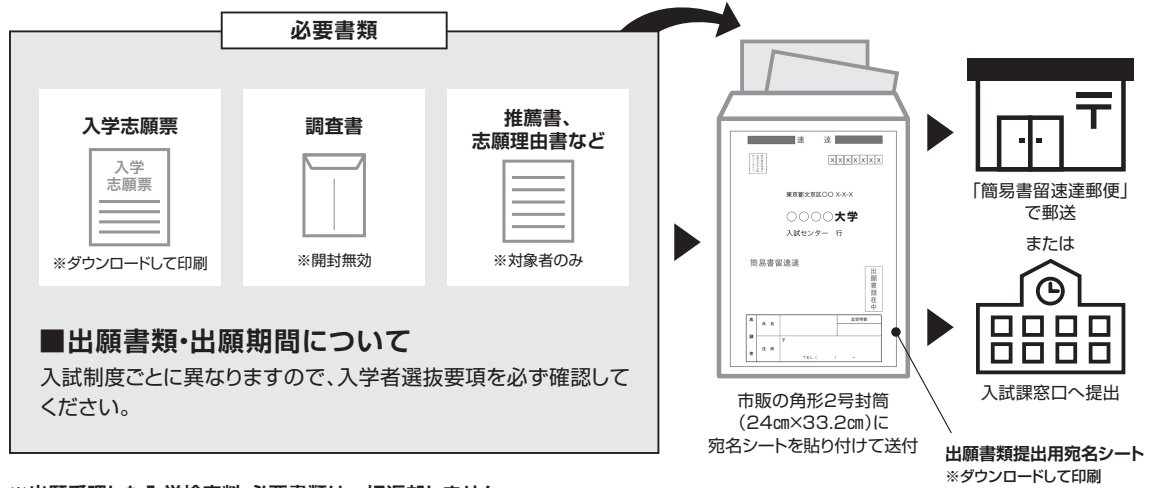 必要書類
入学志願票
入学
志願票
※ダウンロードして印刷
調査書
※開封無効
推薦書、
志願理由書など
※対象者のみ
■出願書類・出願期間について
入試制度ごとに異なりますので、入学者選抜要項を必ず確認して
ください。
速 達
XXXXXXX
東京都文京区〇〇 X-X-X
〇〇〇〇大学
入試センター 行
簡易書留速達
出願書類在中
志願者
氏 名
住 所
〒
TEL ( ) -
市販の角形2号封筒
(24㎝×33.2㎝)に
宛名シートを貼り付けて送付
「簡易書留速達郵便」
で郵送
または
入試課窓口へ提出
出願書類提出用宛名シート
※ダウンロードして印刷